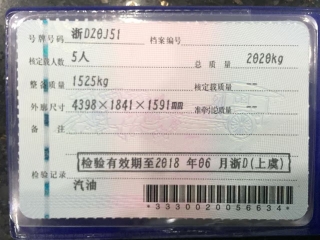 号牌号码 浙DZ0J51 档案编号
核定载人数 5人 总 质 量 2020kg
整备质量 1525kg 核定载质量 --
外廓尺寸 4398×1841×1591mm 准牵引总质量 --
备 注
检验有效期至2018 年06 月浙D(上虞)
检验记录
汽油
*3330020056634*